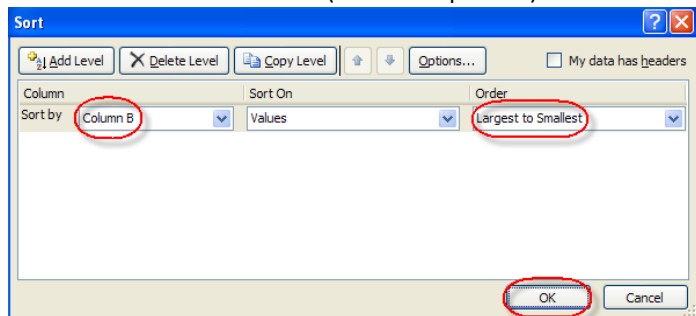 Sort
Add Level Delete Level Copy Level Options... My data has headers
Column Sort On Order
Sort by Column B Values Largest to Smallest
OK Cancel